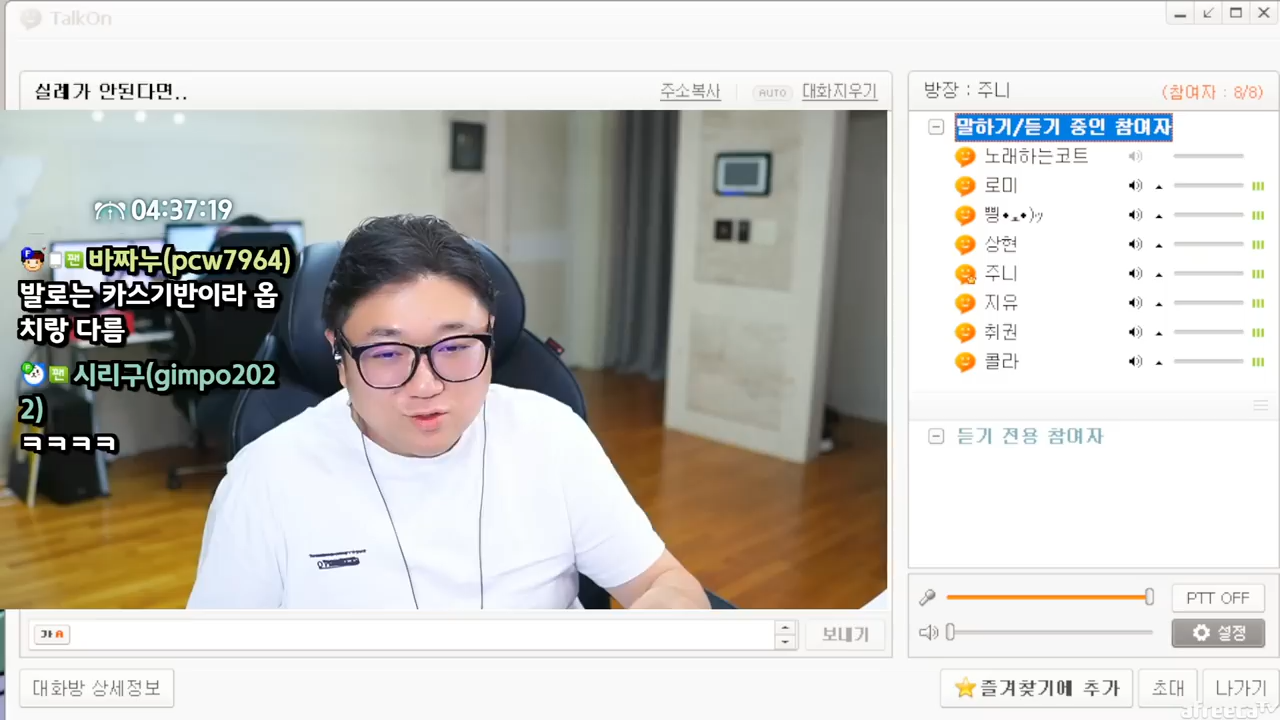 TalkOn
실례가 안된다면..
주소복사
AUTO
대화지우기
방장 : 주니
(참여자 : 8/8)
말하기/듣기 중인 참여자
노래하는코트
로미
상현
주니
지유
취권
콜라
듣기 전용 참여자
04:37:19
팬 바짜누(pcw7964)
발로는 카스기반이라 옵
치랑 다름
팬 시리구(gimpo202
2)
ㅋㅋㅋㅋ
가A
보내기
PTT OFF
설정
대화방 상세정보
즐겨찾기에 추가
초대
나가기
afreecaTV